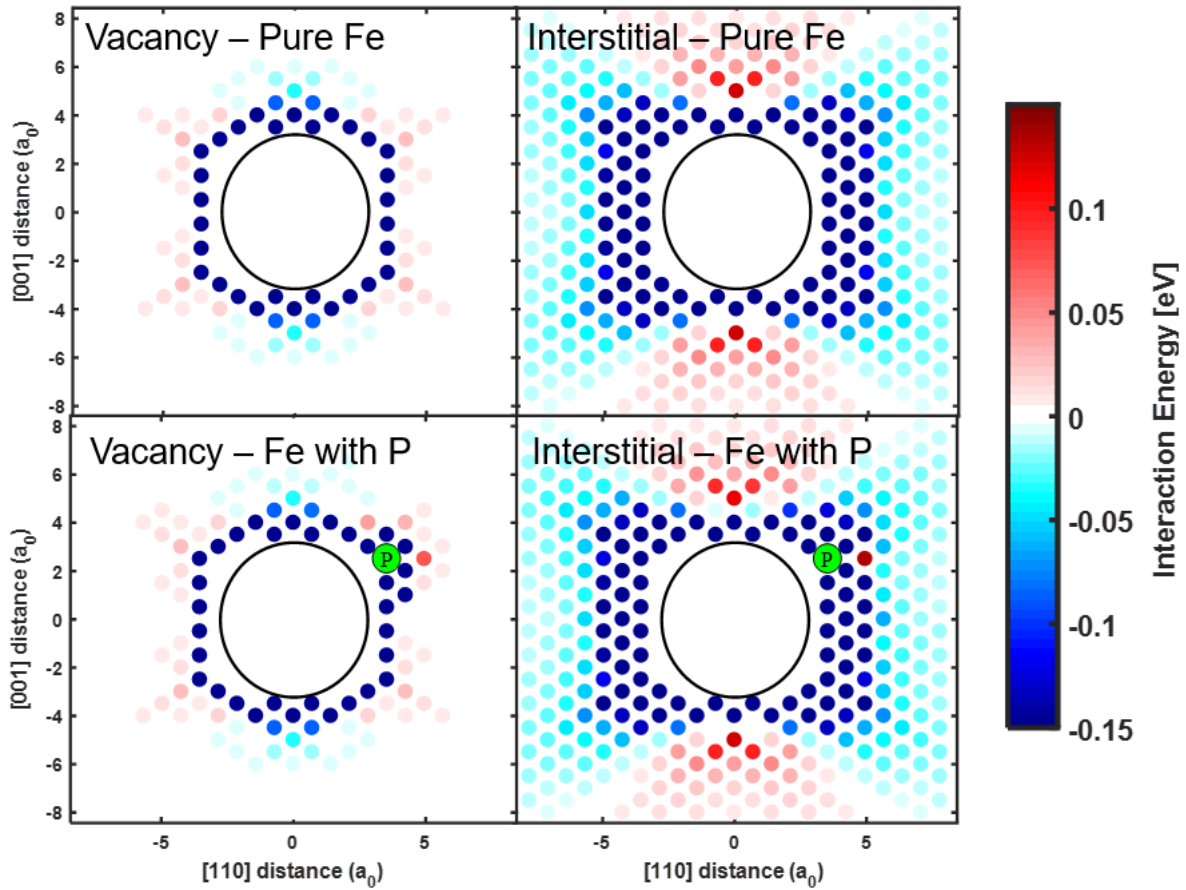 Vacancy – Pure Fe
Interstitial – Pure Fe
8
6
4
2
0
-2
-4
-6
-8
[001] distance (a0)
Vacancy – Fe with P
Interstitial – Fe with P
8
6
4
2
0
-2
-4
-6
-8
[001] distance (a0)
P
P
-5
0
5
-5
0
5
[110] distance (a0)
[110] distance (a0)
0.1
0.05
0
-0.05
-0.1
-0.15
Interaction Energy [eV]